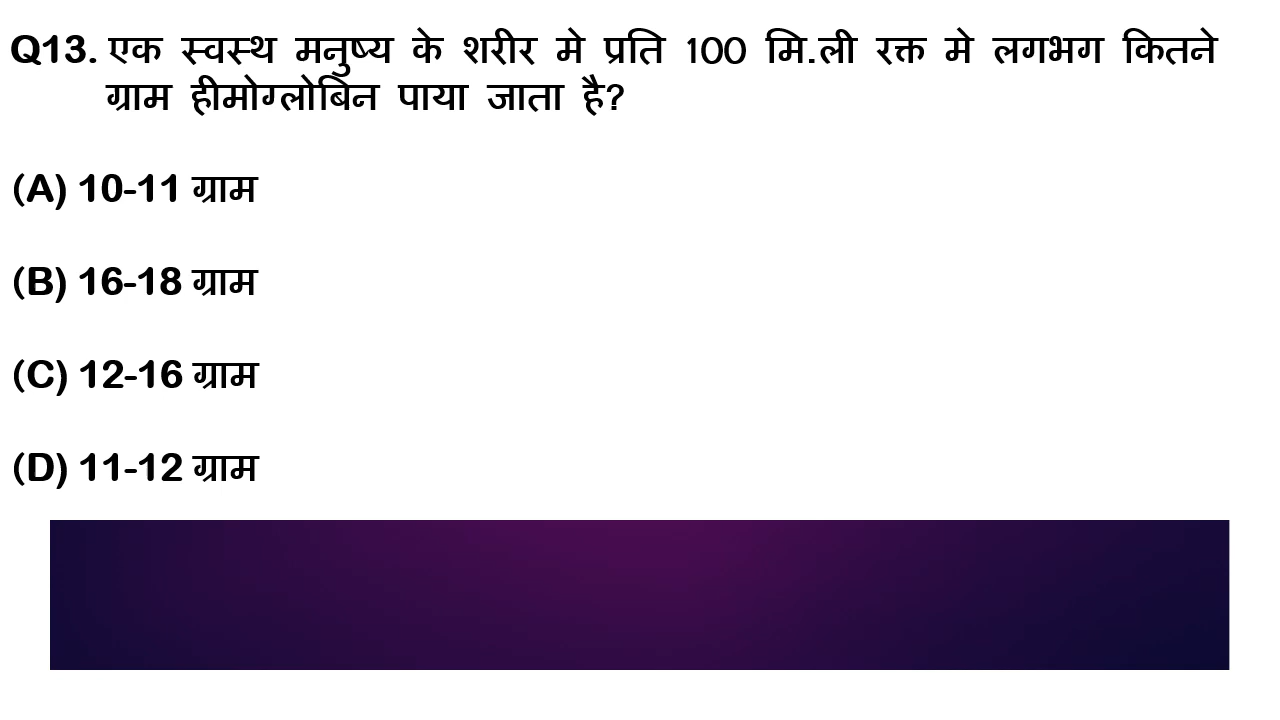 Q13. एक स्वस्थ मनुष्य के शरीर मे प्रति 100 मि.ली रक्त मे लगभग कितने
ग्राम हीमोग्लोबिन पाया जाता है?
(A) 10-11 ग्राम
(B) 16-18 ग्राम
(C) 12-16 ग्राम
(D) 11-12 ग्राम